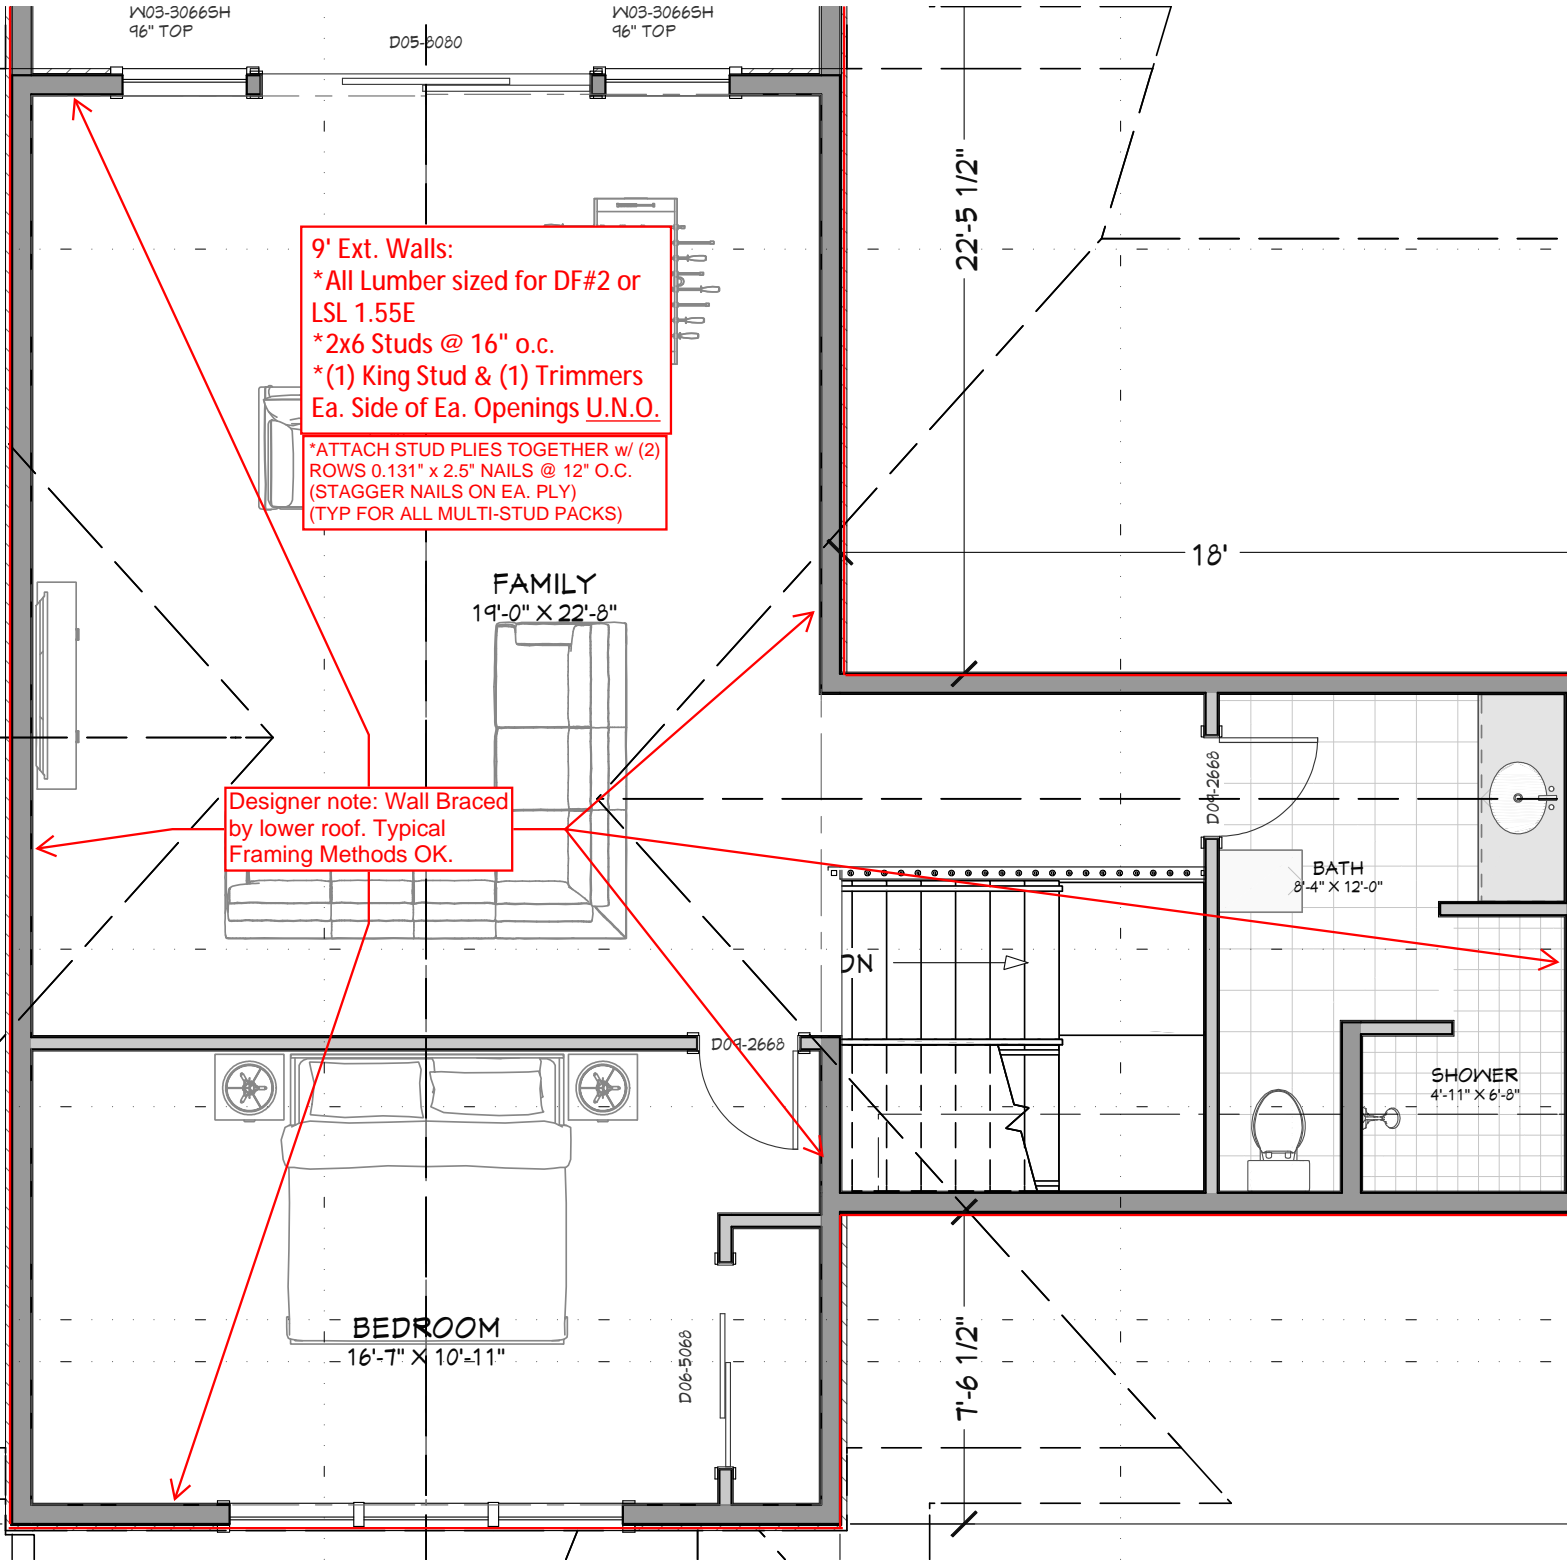 W03-3066SH
96" TOP
D05-8080
W03-3066SH
96" TOP
22'-5 1/2"
9' Ext. Walls:
*All Lumber sized for DF#2 or
LSL 1.55E
*2x6 Studs @ 16" o.c.
*(1) King Stud & (1) Trimmers
Ea. Side of Ea. Openings U.N.O.
*ATTACH STUD PLIES TOGETHER w/ (2)
ROWS 0.131" x 2.5" NAILS @ 12" O.C.
(STAGGER NAILS ON EA. PLY)
(TYP FOR ALL MULTI-STUD PACKS)
18'
FAMILY
19'-0" X 22'-8"
Designer note: Wall Braced
by lower roof. Typical
Framing Methods OK.
D09-2668
BATH
8'-4" X 12'-0"
DN
D09-2668
SHOWER
4'-11" X 6'-8"
BEDROOM
16'-7" X 10'-11"
D06-5068
7'-6 1/2"